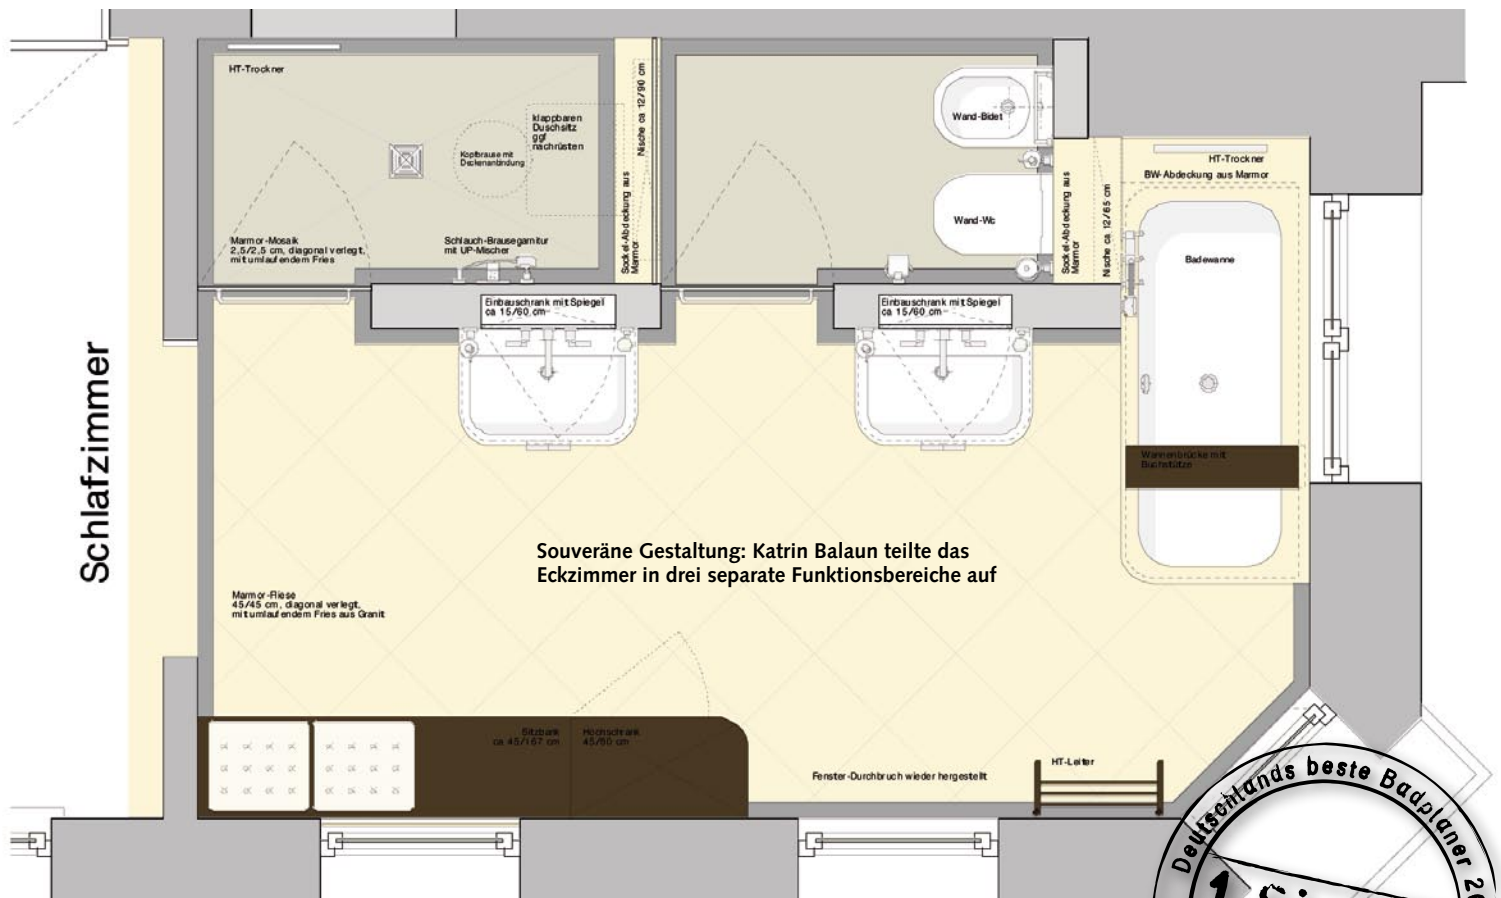 HT-Trockner
klappbaren
Duschsitz
ggf
nachrüsten
Kopfbrause mit
Deckenanbindung
Marmor-Mosaik
2,5/2,5 cm, diagonal verlegt,
mit umlaufendem Fries
Schlauch-Brausegarnitur
mit UP-Mischer
Nische ca 12/90 cm
Sockel-Abdeckung aus
Marmor
Wand-Bidet
Wand-Wc
Sockel-Abdeckung aus
Marmor
Nische ca 12/65 cm
HT-Trockner
BW-Abdeckung aus Marmor
Badewanne
Einbauschrank mit Spiegel
ca 15/60 cm
Einbauschrank mit Spiegel
ca 15/60 cm
Schlafzimmer
Wannenbrücke mit
Buchstütze
Souveräne Gestaltung: Katrin Balaun teilte das
Eckzimmer in drei separate Funktionsbereiche auf
Marmor-Fliese
45/45 cm, diagonal verlegt,
mit umlaufendem Fries aus Granit
Sitzbank
ca 45/167 cm
Hochschrank
45/60 cm
Fenster-Durchbruch wieder hergestellt
HT-Leiter
Deutschlands beste Badplaner
1